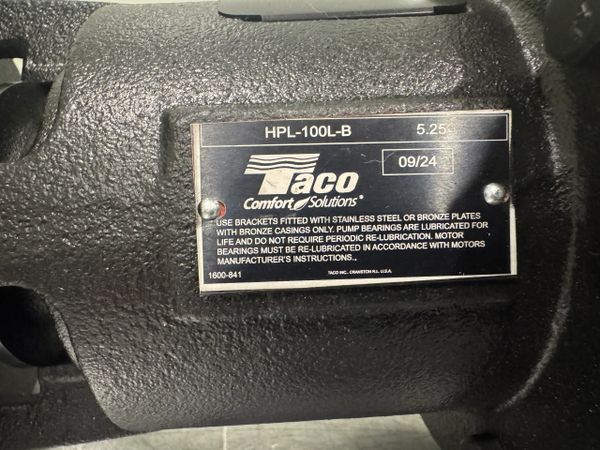 HPL-100L-B 5.25
09/24
Taco
Comfort Solutions®
USE BRACKETS FITTED WITH STAINLESS STEEL OR BRONZE PLATES
WITH BRONZE CASINGS ONLY. PUMP BEARINGS ARE LUBRICATED FOR
LIFE AND DO NOT REQUIRE PERIODIC RE-LUBRICATION. MOTOR
BEARINGS MUST BE RE-LUBRICATED IN ACCORDANCE WITH MOTORS
MANUFACTURER'S INSTRUCTIONS.,
1600-841
TACO INC., CRANSTON R.I., U.S.A.